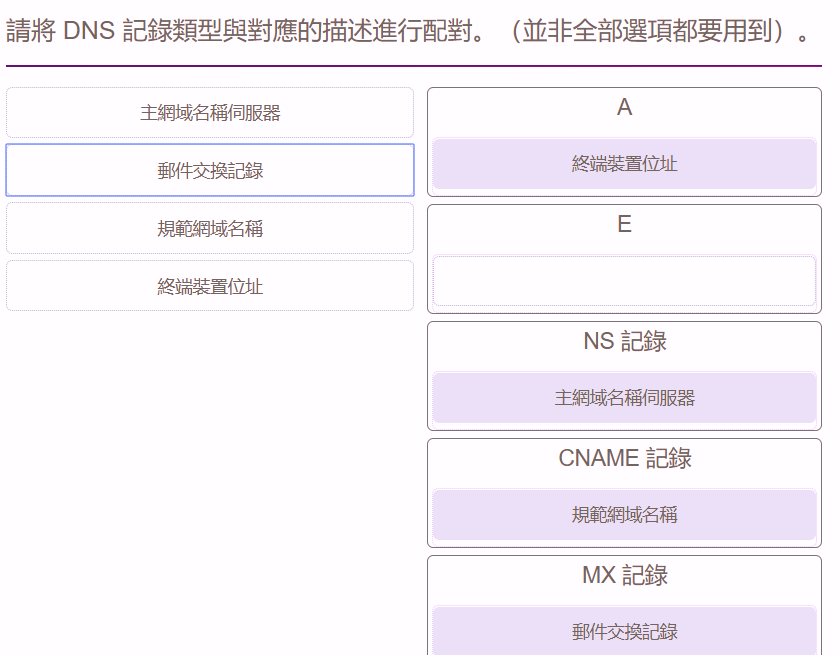 請將 DNS 記錄類型與對應的描述進行配對。（並非全部選項都要用到）。
主網域名稱伺服器
郵件交換記錄
規範網域名稱
終端裝置位址
A
終端裝置位址
E
NS 記錄
主網域名稱伺服器
CNAME 記錄
規範網域名稱
MX 記錄
郵件交換記錄